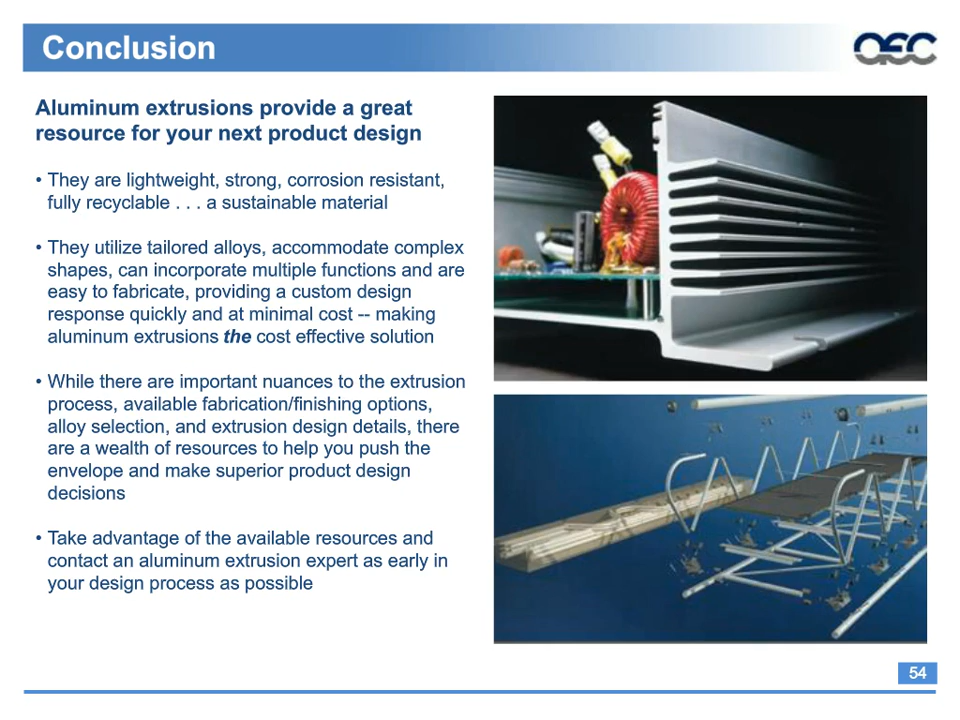 Conclusion
AEC
Aluminum extrusions provide a great
resource for your next product design
• They are lightweight, strong, corrosion resistant,
fully recyclable . . . a sustainable material
• They utilize tailored alloys, accommodate complex
shapes, can incorporate multiple functions and are
easy to fabricate, providing a custom design
response quickly and at minimal cost -- making
aluminum extrusions the cost effective solution
• While there are important nuances to the extrusion
process, available fabrication/finishing options,
alloy selection, and extrusion design details, there
are a wealth of resources to help you push the
envelope and make superior product design
decisions
• Take advantage of the available resources and
contact an aluminum extrusion expert as early in
your design process as possible
54